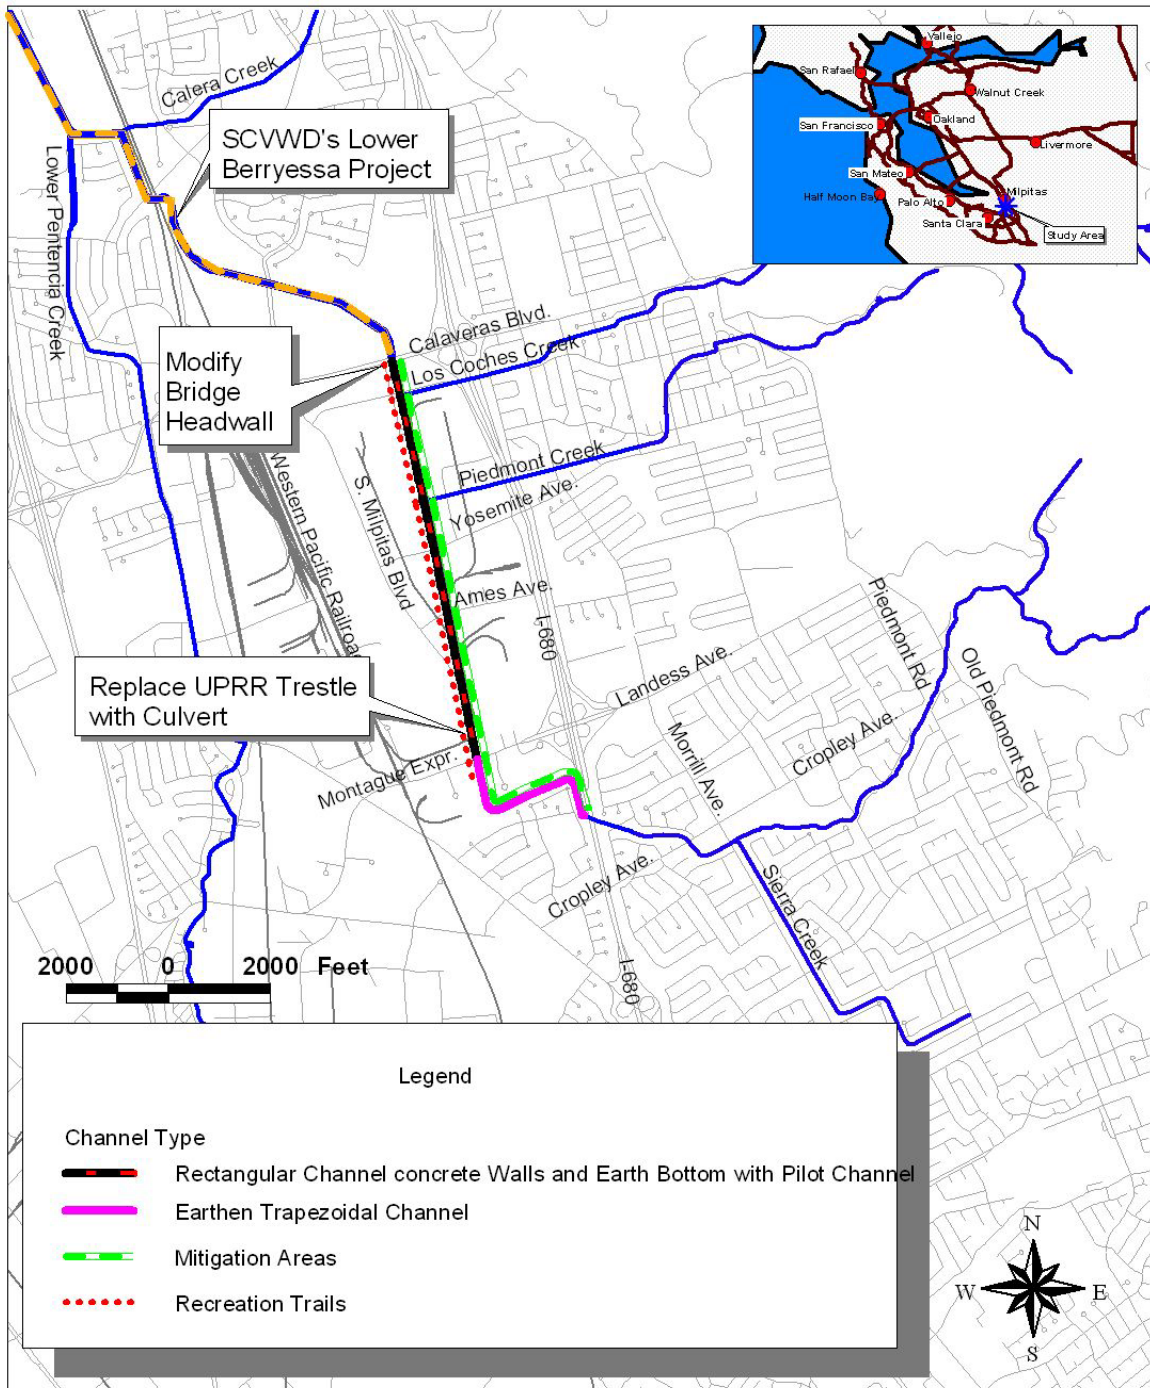 Calera Creek
SCVWD's Lower
Berryessa Project
Lower Pentencia Creek
Vallejo
San Rafael
Walnut Creek
Oakland
San Francisco
Livermore
San Mateo
Half Moon Bay
Palo Alto
Milpitas
Santa Clara
Study Area
Calaveras Blvd.
Los Coches Creek
Modify
Bridge
Headwall
Piedmont Creek
Yosemite Ave.
S. Milpitas Blvd
Western Pacific Railroad
Ames Ave.
I-680
Piedmont Rd
Old Piedmont Rd
Landess Ave.
Replace UPRR Trestle
with Culvert
Morrill Ave.
Cropley Ave.
Montague Expr.
Cropley Ave.
Sierra Creek
I-680
2000 0 2000 Feet
Legend
Channel Type
Rectangular Channel concrete Walls and Earth Bottom with Pilot Channel
Earthen Trapezoidal Channel
Mitigation Areas
Recreation Trails
N
W E
S